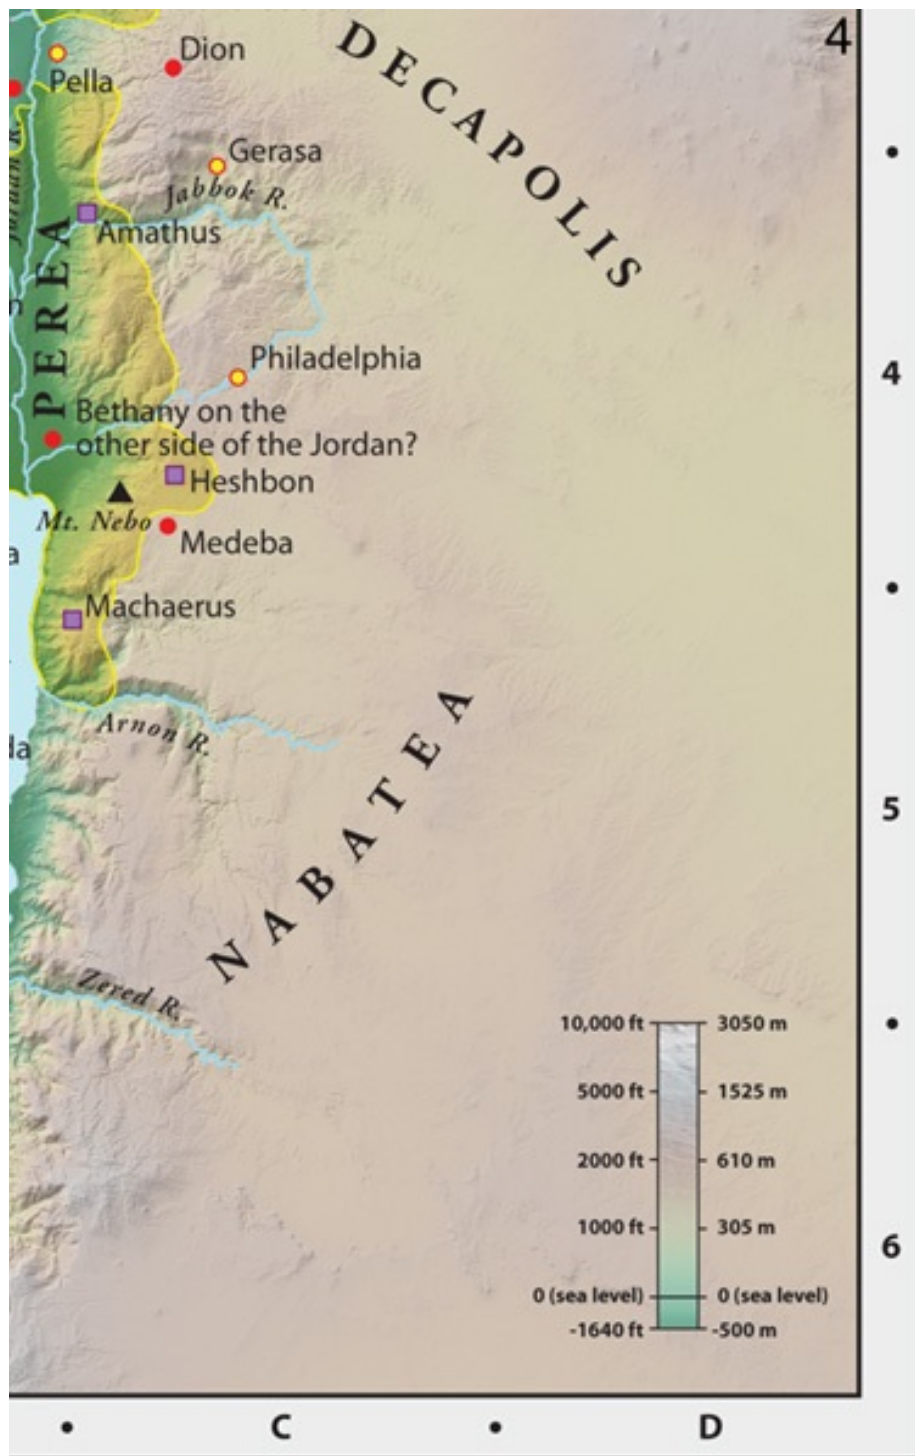 4
DECAPOLIS
Dion
Pella
Gerasa
Jabbok R.
Jordan R.
Amathus
PEREA
Philadelphia
4
Bethany on the
other side of the Jordan?
Heshbon
Mt. Nebo
Medeba
a
Machaerus
Arnon R.
da
NABATEA
5
Zered R.
10,000 ft 3050 m
5000 ft 1525 m
2000 ft 610 m
1000 ft 305 m
6
0 (sea level) 0 (sea level)
-1640 ft -500 m
C D